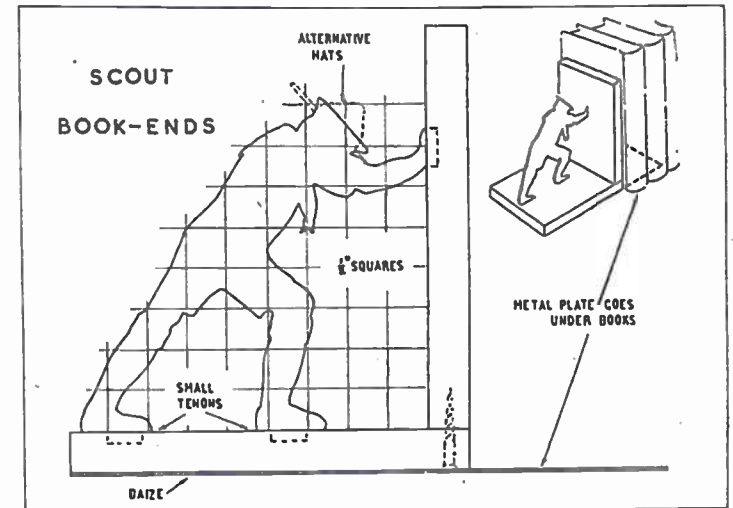 SCOUT
BOOK-ENDS
ALTERNATIVE
HATS
SQUARES
METAL PLATE GOES
UNDER BOOKS
SMALL
TENONS
BAIZE